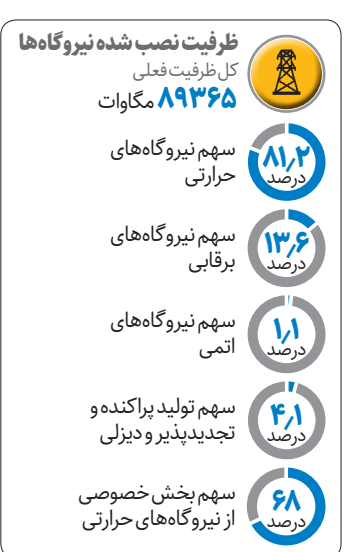 ظرفیت نصب شده نیروگاه‌ها
کل ظرفیت فعلی
۸۹۳۶۵ مگاوات
۸۱٫۲
درصد
سهم نیروگاه‌های
حرارتی
۱۳٫۶
درصد
سهم نیروگاه‌های
برقابی
۱٫۱
درصد
سهم نیروگاه‌های
اتمی
۴٫۱
درصد
سهم تولید پراکنده و
تجدیدپذیر و دیزلی
۶۸
درصد
سهم بخش خصوصی
از نیروگاه‌های حرارتی